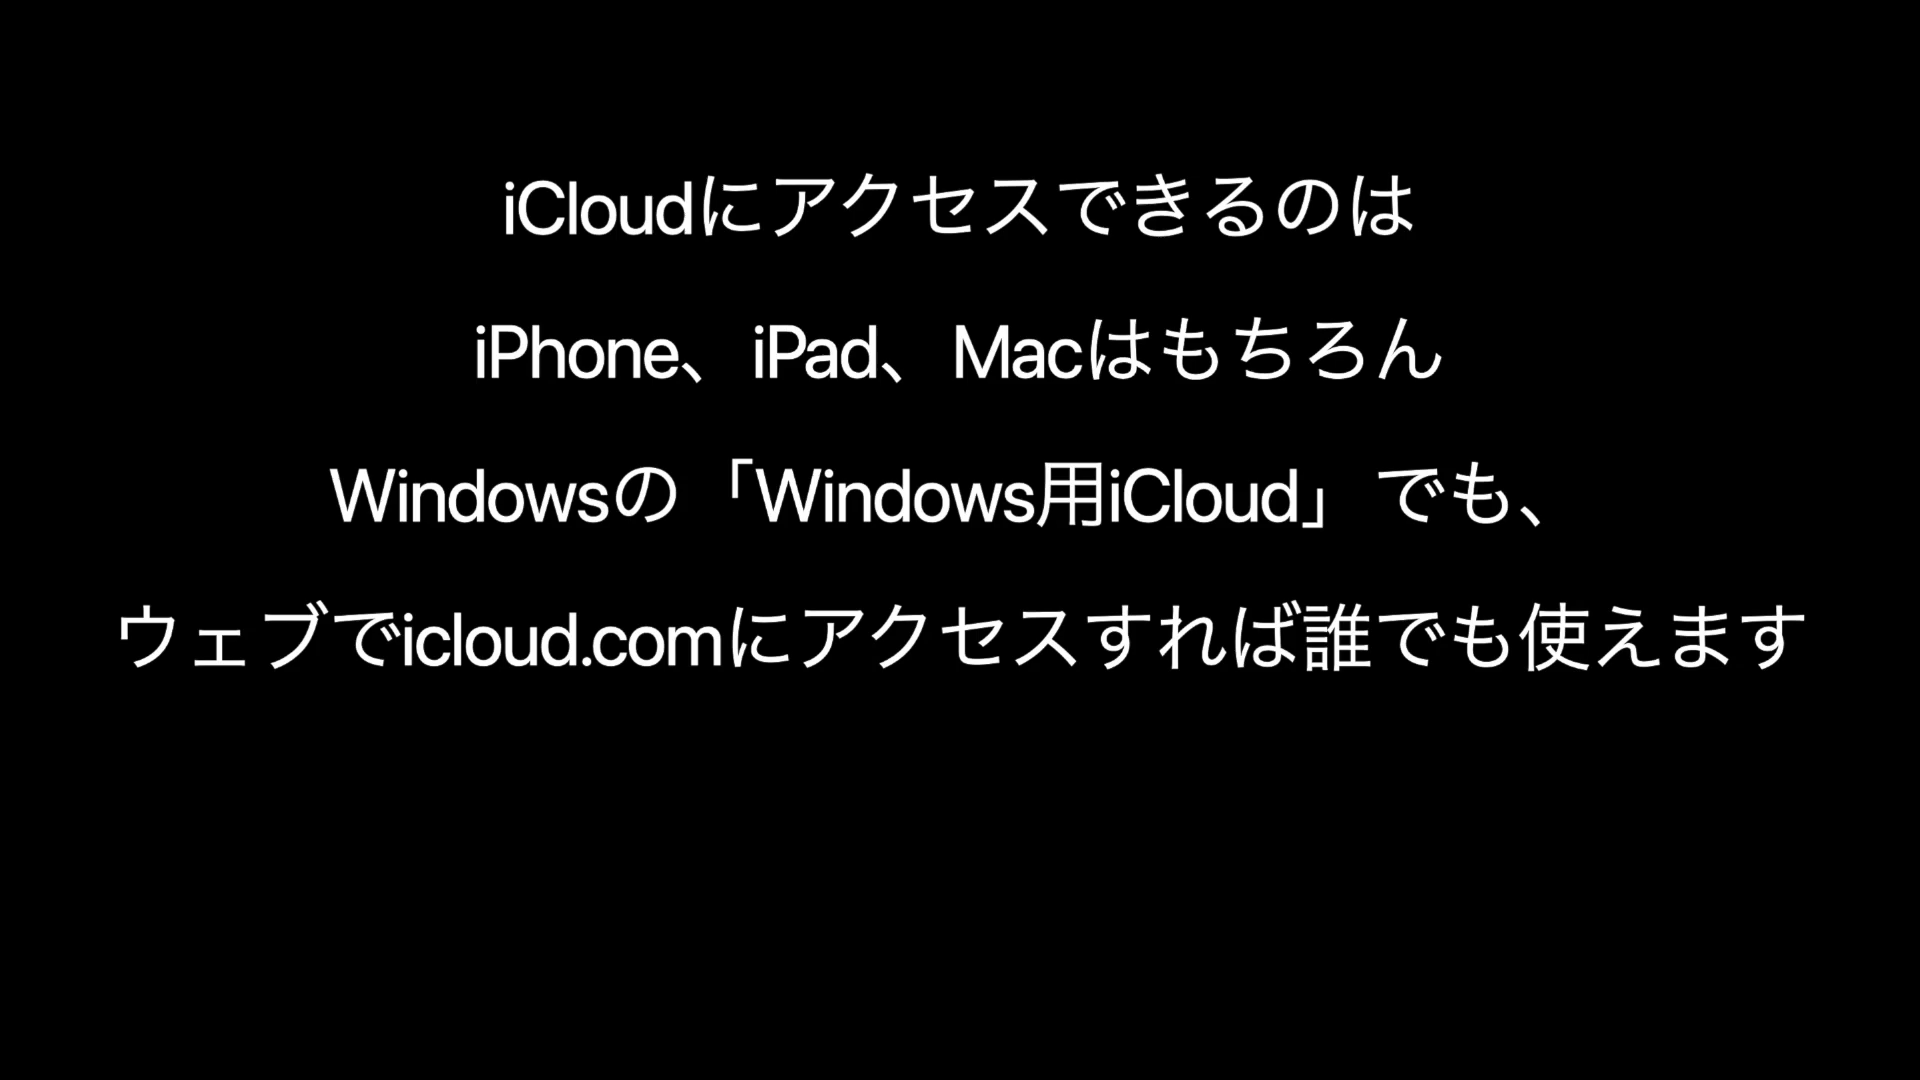 iCloudにアクセスできるのは
iPhone、iPad、Macはもちろん
Windowsの「Windows用iCloud」でも、
ウェブでicloud.comにアクセスすれば誰でも使えます